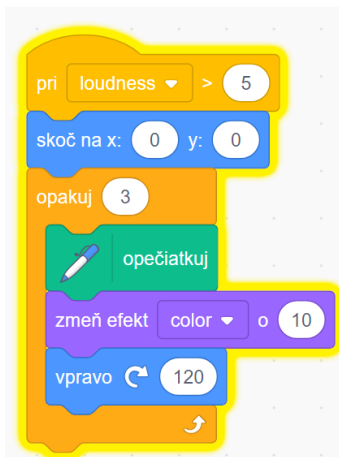 pri loudness > 5
skoč na x: 0 y: 0
opakuj 3
opečiatkuj
zmeň efekt color o 10
vpravo 120